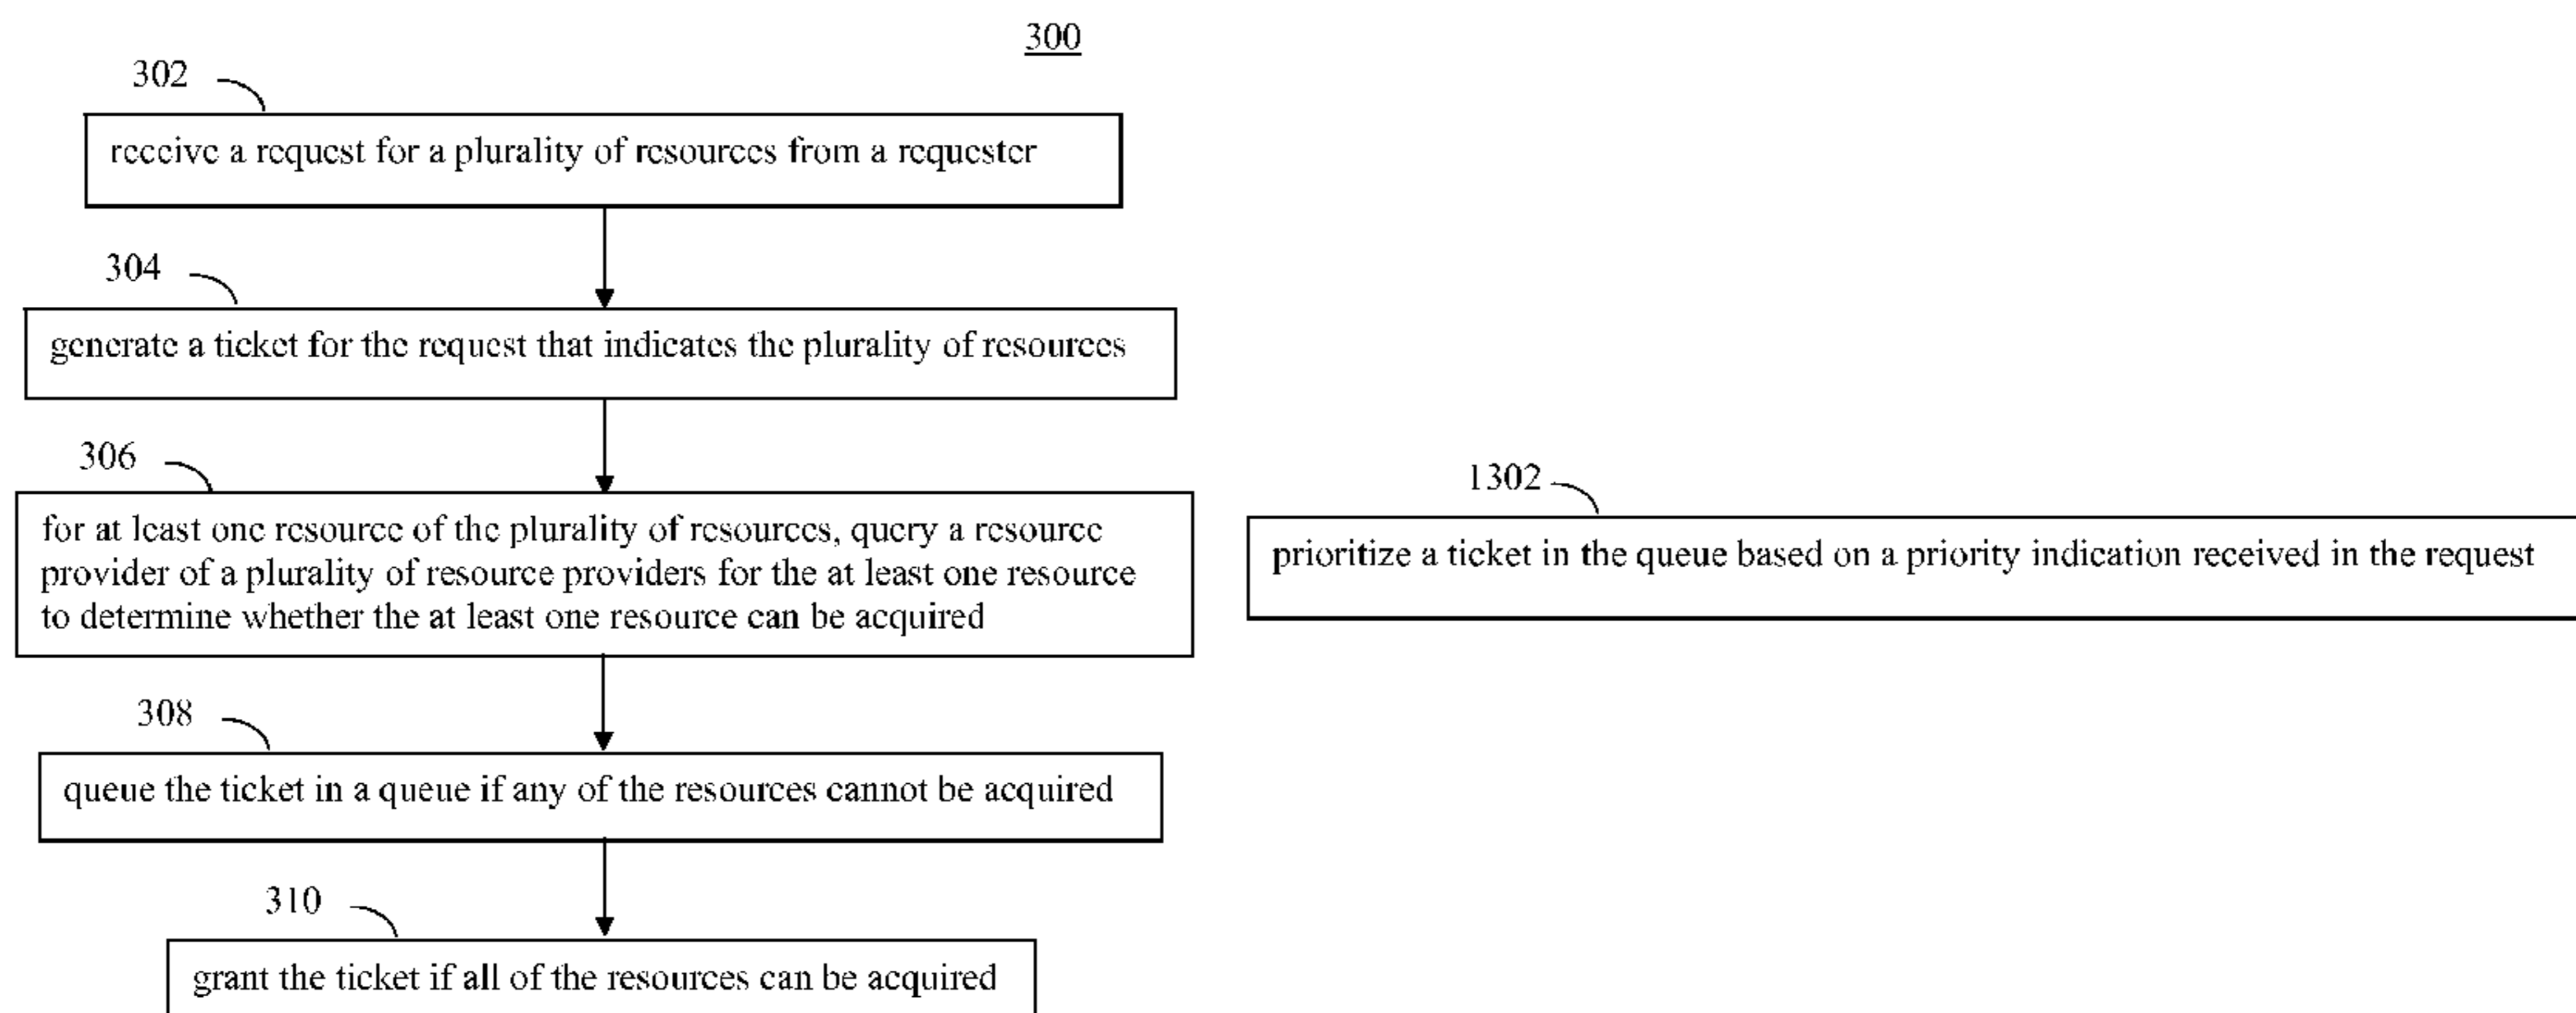 300
302
receive a request for a plurality of resources from a requester
304
generate a ticket for the request that indicates the plurality of resources
306
for at least one resource of the plurality of resources, query a resource
provider of a plurality of resource providers for the at least one resource
to determine whether the at least one resource can be acquired
1302
prioritize a ticket in the queue based on a priority indication received in the request
308
queue the ticket in a queue if any of the resources cannot be acquired
310
grant the ticket if all of the resources can be acquired